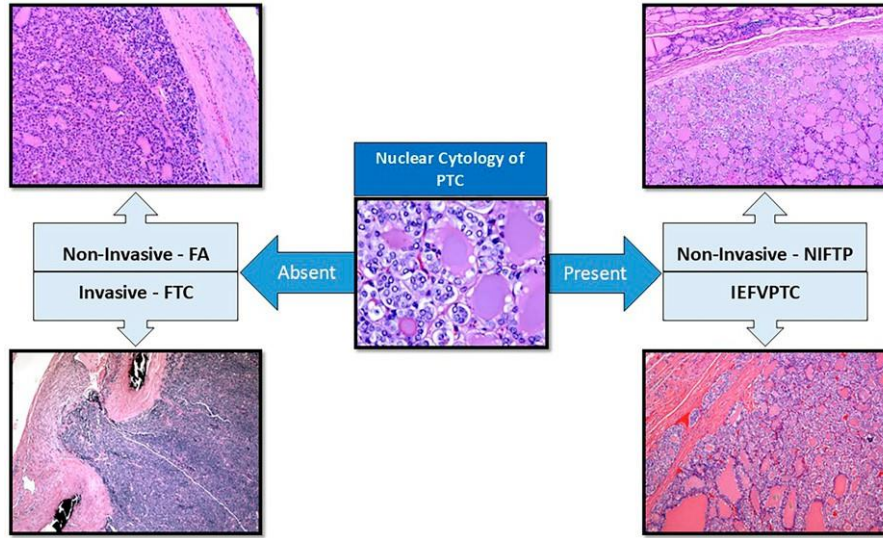 Nuclear Cytology of
PTC
Non-Invasive - FA
Absent
Present
Non-Invasive - NIFTP
Invasive - FTC
IEFVPTC